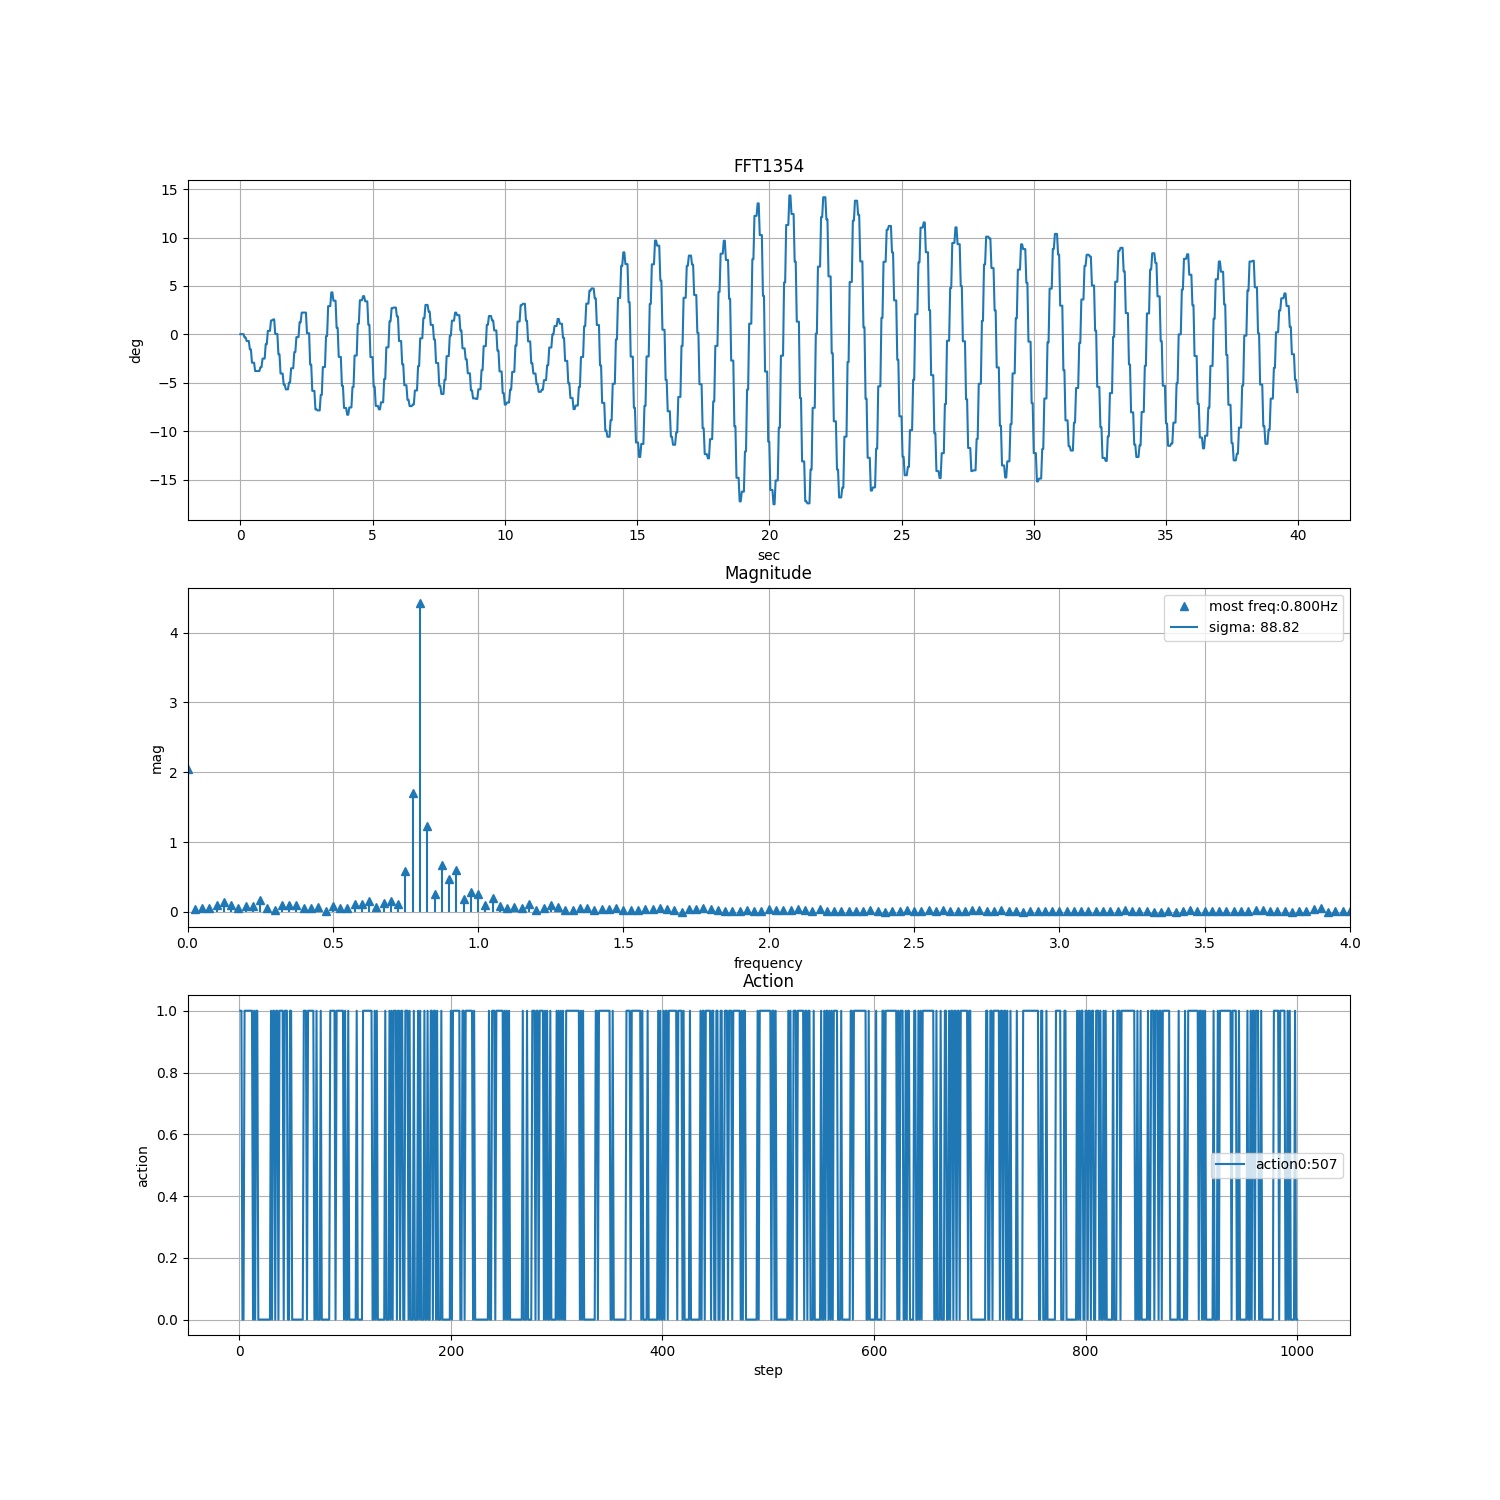 FFT1354
15
10
5
0
−5
−10
−15
deg
0 5 10 15 20 25 30 35 40
sec
Magnitude
most freq:0.800Hz
sigma: 88.82
4
3
2
1
0
mag
0.0 0.5 1.0 1.5 2.0 2.5 3.0 3.5 4.0
frequency
Action
1.0
0.8
0.6
0.4
0.2
0.0
action
action0:507
0 200 400 600 800 1000
step